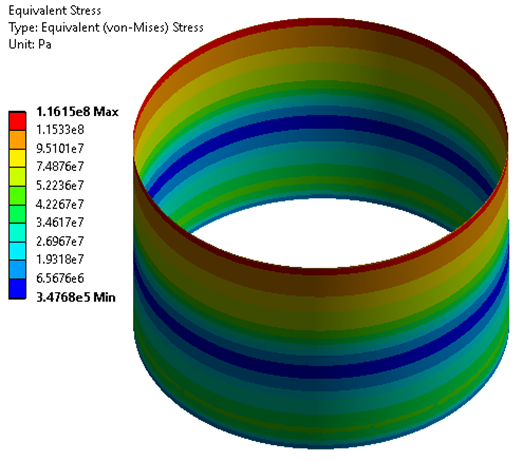 Equivalent Stress
Type: Equivalent (von-Mises) Stress
Unit: Pa
1.1615e8 Max
1.1533e8
9.5101e7
7.4876e7
5.2236e7
4.2267e7
3.4617e7
2.6967e7
1.9318e7
6.5676e6
3.4768e5 Min